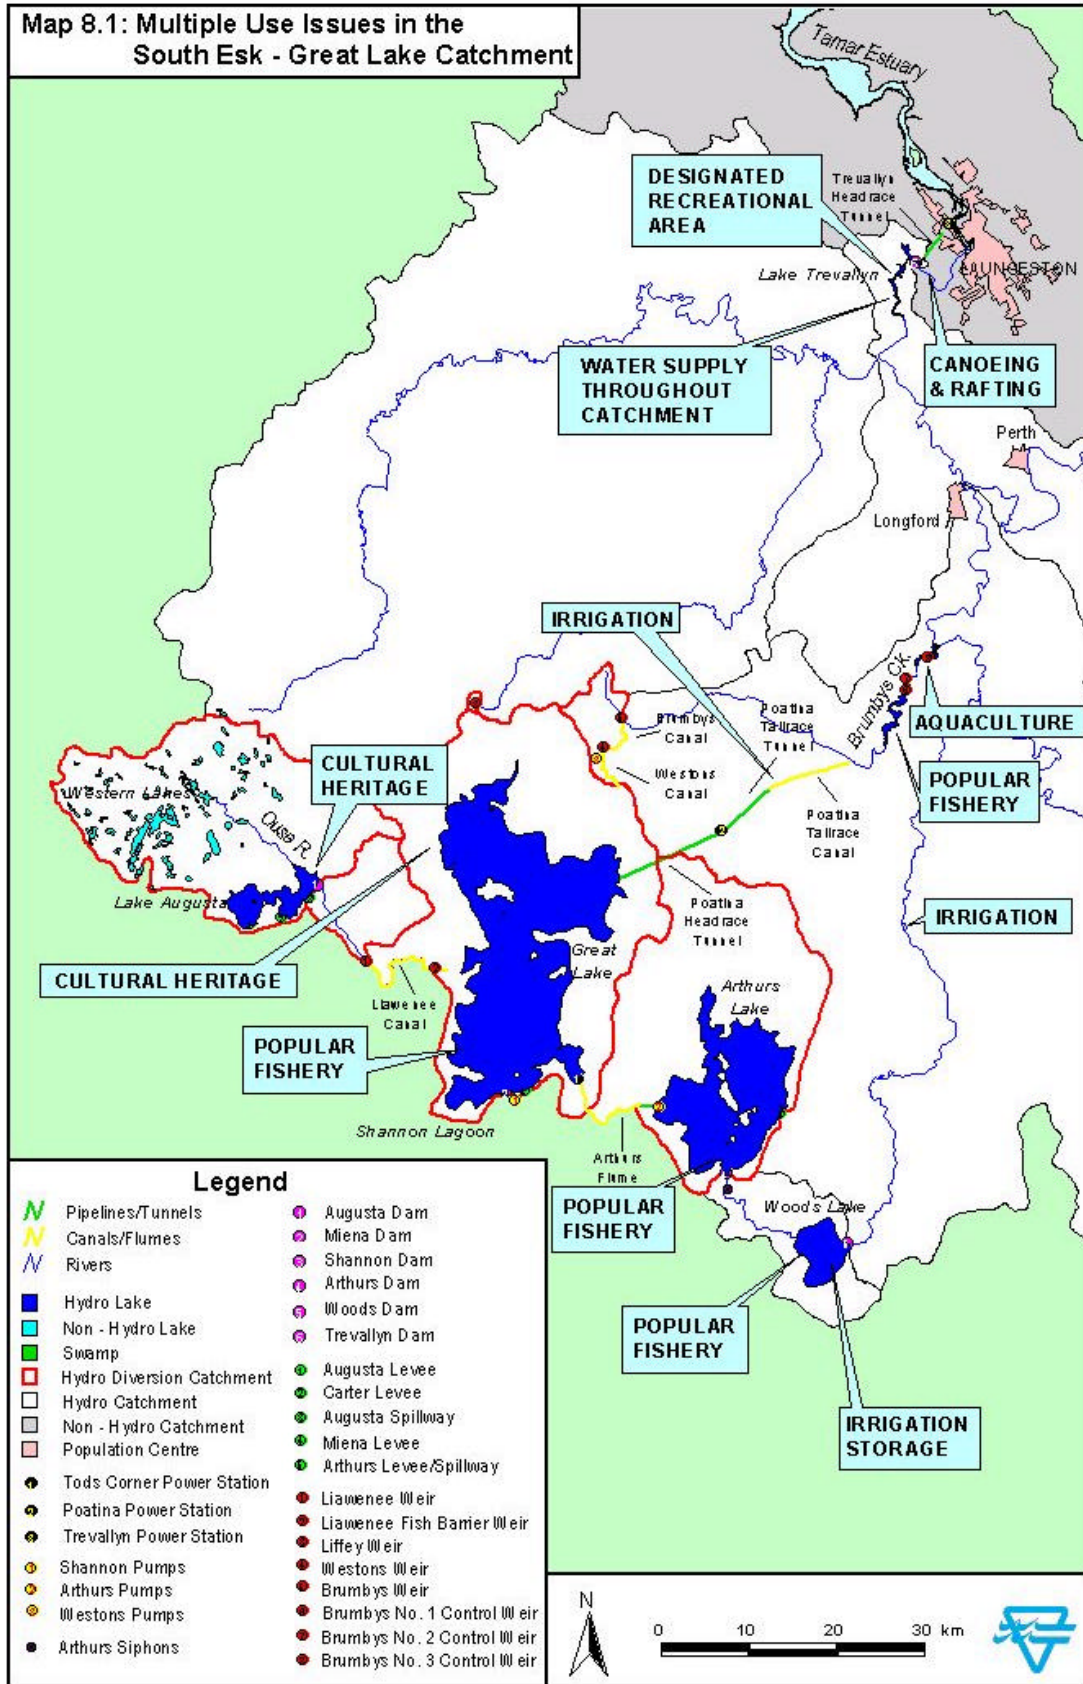 Map 8.1: Multiple Use Issues in the
South Esk - Great Lake Catchment
Tamar Estuary
DESIGNATED
RECREATIONAL
AREA
Trevallyn
Headrace
Tunnel
Lake Trevallyn
LAUNCESTON
WATER SUPPLY
THROUGHOUT
CATCHMENT
CANOEING
& RAFTING
Perth
Longford
IRRIGATION
Brumbys Ck.
Poatina
Tailrace
Tunnel
Brumbys
Canal
AQUACULTURE
CULTURAL
HERITAGE
Westons
Canal
POPULAR
FISHERY
Western Lakes
Ouse R.
Poatina
Tailrace
Canal
Lake Augusta
Poatina
Headrace
Tunnel
IRRIGATION
CULTURAL HERITAGE
Great
Lake
Arthurs
Lake
Liawenee
Canal
POPULAR
FISHERY
Shannon Lagoon
Arthurs
Flume
POPULAR
FISHERY
Woods Lake
POPULAR
FISHERY
IRRIGATION
STORAGE
Legend
Pipelines/Tunnels
Canals/Flumes
Rivers
Hydro Lake
Non - Hydro Lake
Swamp
Hydro Diversion Catchment
Hydro Catchment
Non - Hydro Catchment
Population Centre
Tods Corner Power Station
Poatina Power Station
Trevallyn Power Station
Shannon Pumps
Arthurs Pumps
Westons Pumps
Arthurs Siphons
Augusta Dam
Miena Dam
Shannon Dam
Arthurs Dam
Woods Dam
Trevallyn Dam
Augusta Levee
Carter Levee
Augusta Spillway
Miena Levee
Arthurs Levee/Spillway
Liawenee Weir
Liawenee Fish Barrier Weir
Liffey Weir
Westons Weir
Brumbys Weir
Brumbys No. 1 Control Weir
Brumbys No. 2 Control Weir
Brumbys No. 3 Control Weir
N
0 10 20 30 km